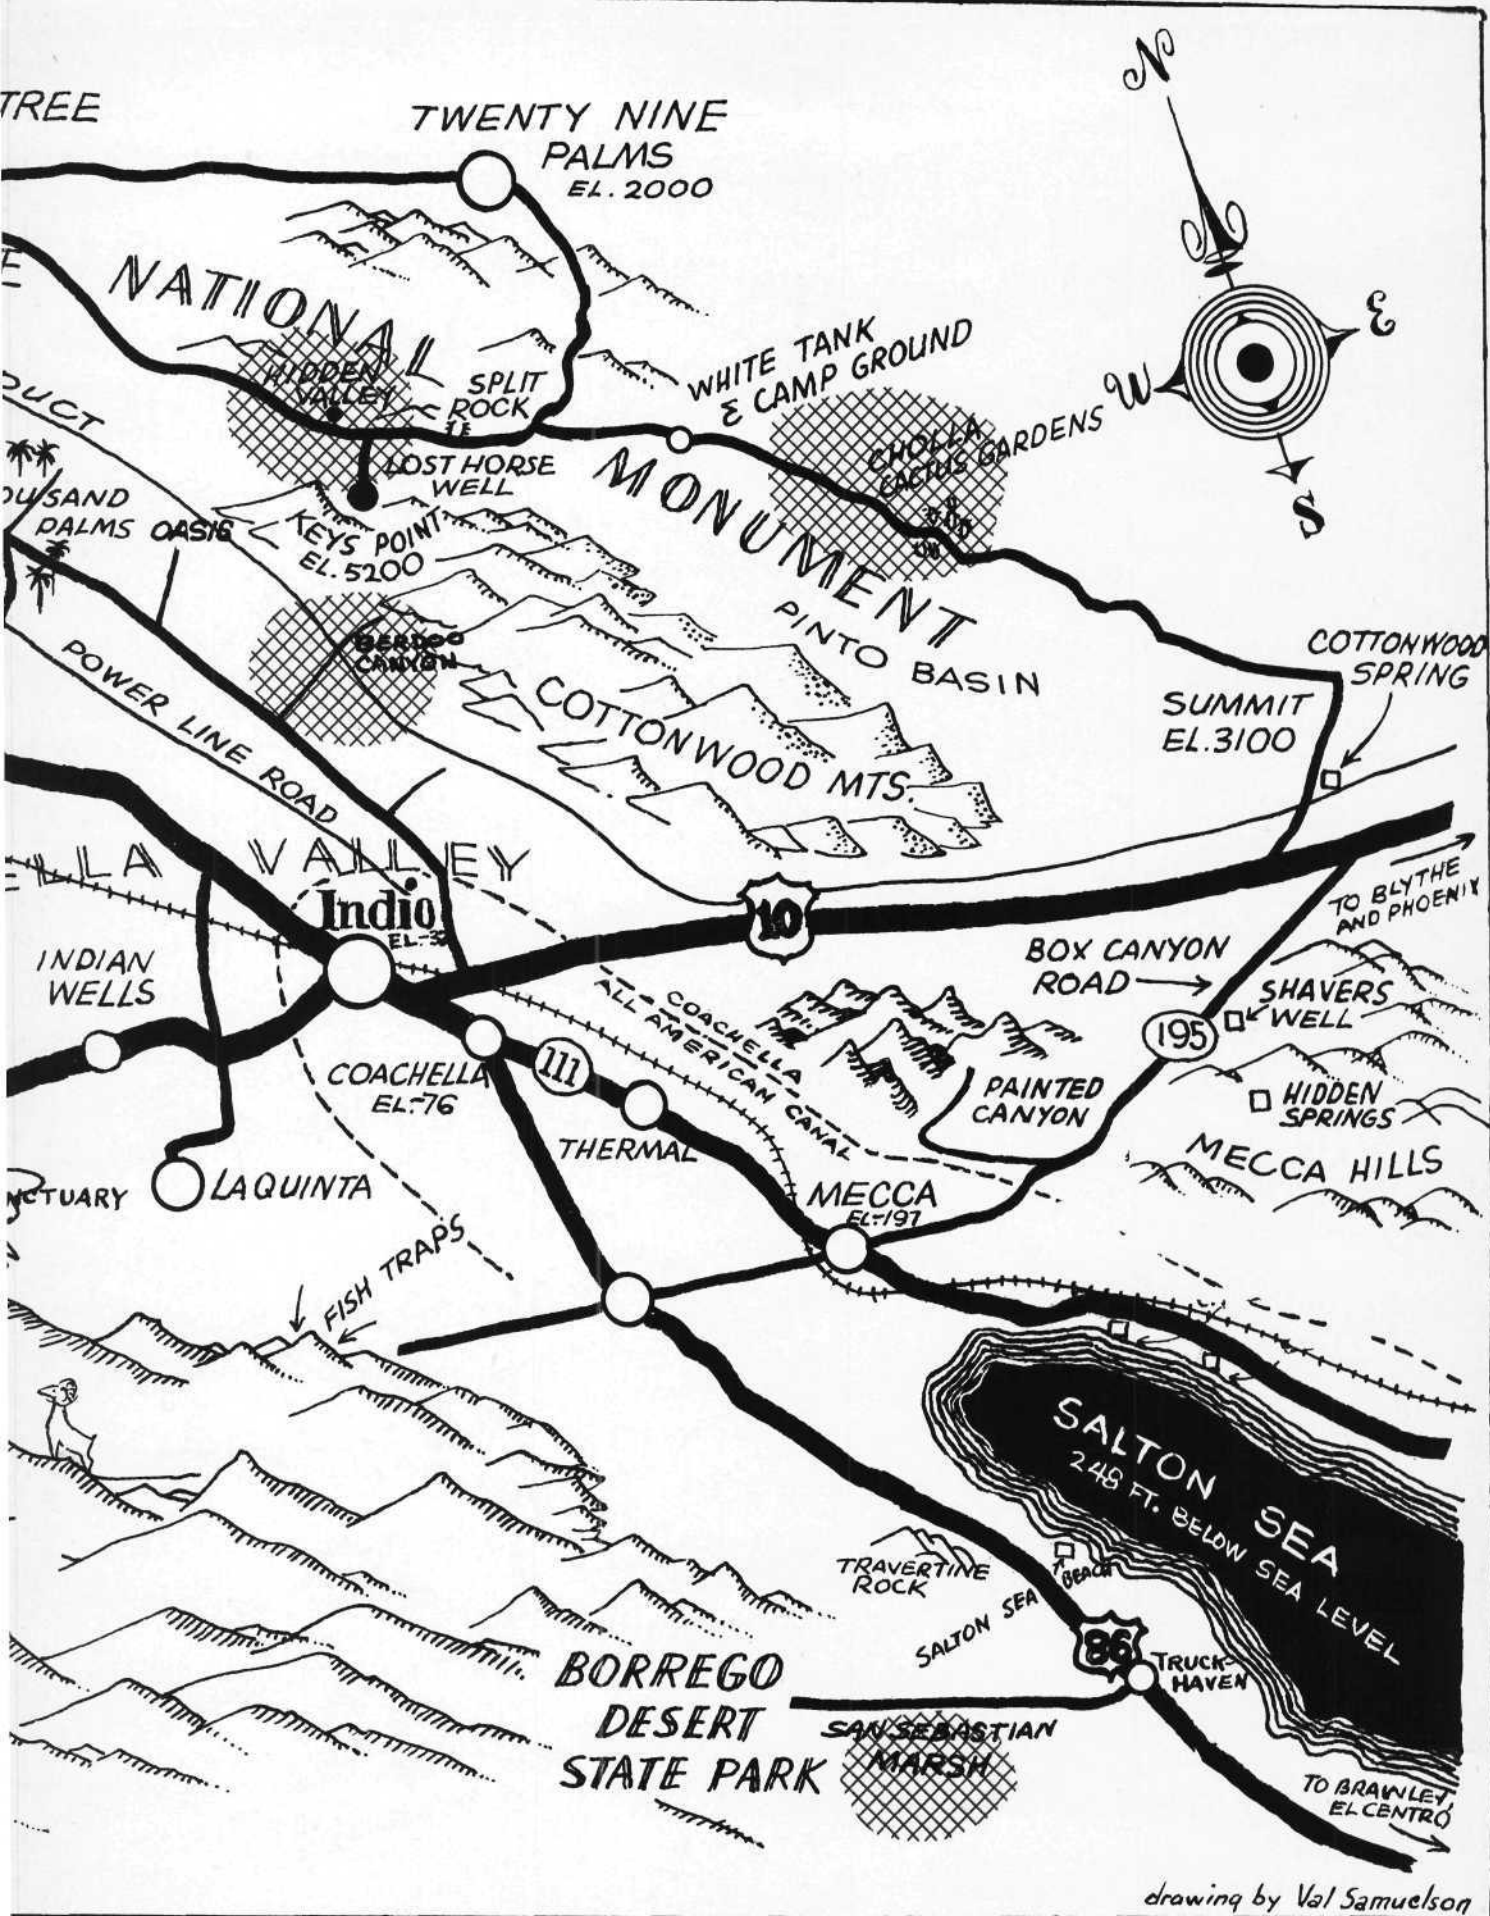 TREE
TWENTY NINE
PALMS
EL. 2000
N
E
W
S
NATIONAL
HIDDEN
VALLEY
SPLIT
ROCK
WHITE TANK
& CAMP GROUND
CHOLLA
CACTUS GARDENS
DUCT
LOST HORSE
WELL
MONUMENT
OUSAND
PALMS OASIS
KEYS POINT
EL. 5200
PINTO BASIN
BERDOO
CANYON
COTTONWOOD
SPRING
POWER LINE ROAD
COTTONWOOD MTS.
SUMMIT
EL. 3100
ELLA VALLEY
Indio
10
TO BLYTHE
AND PHOENIX
INDIAN
WELLS
BOX CANYON
ROAD
SHAVERS
WELL
195
COACHELLA
ALL AMERICAN CANAL
COACHELLA
EL.-76
111
PAINTED
CANYON
HIDDEN
SPRINGS
THERMAL
MECCA HILLS
NCTUARY
LA QUINTA
MECCA
EL.-197
FISH TRAPS
SALTON SEA
248 FT. BELOW SEA LEVEL
TRAVERTINE
ROCK
SALTON SEA
BEACH
86
TRUCK-
HAVEN
BORREGO
DESERT
STATE PARK
SAN SEBASTIAN
MARSH
TO BRAWLEY,
EL CENTRO
drawing by Val Samuelson